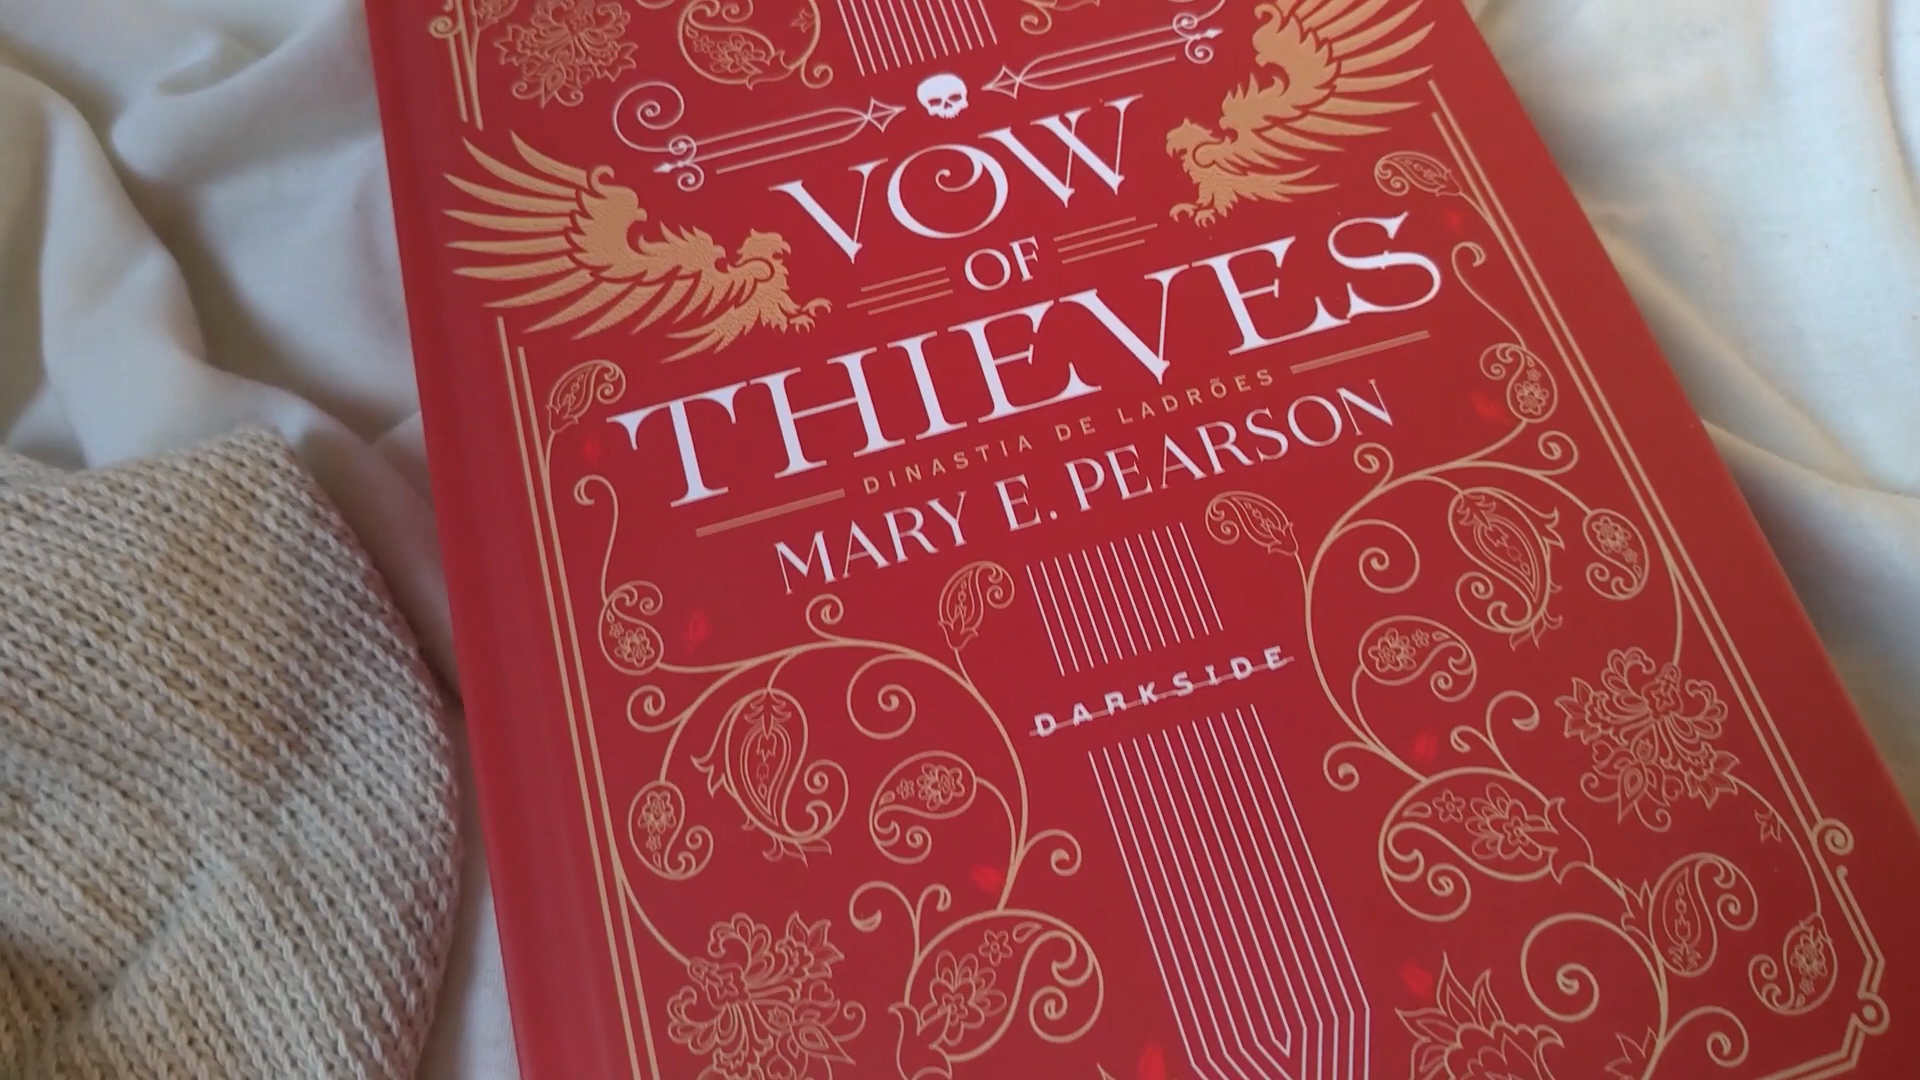 VOW
OF
THIEVES
DINASTIA DE LADRÕES
MARY E. PEARSON
DARKSIDE